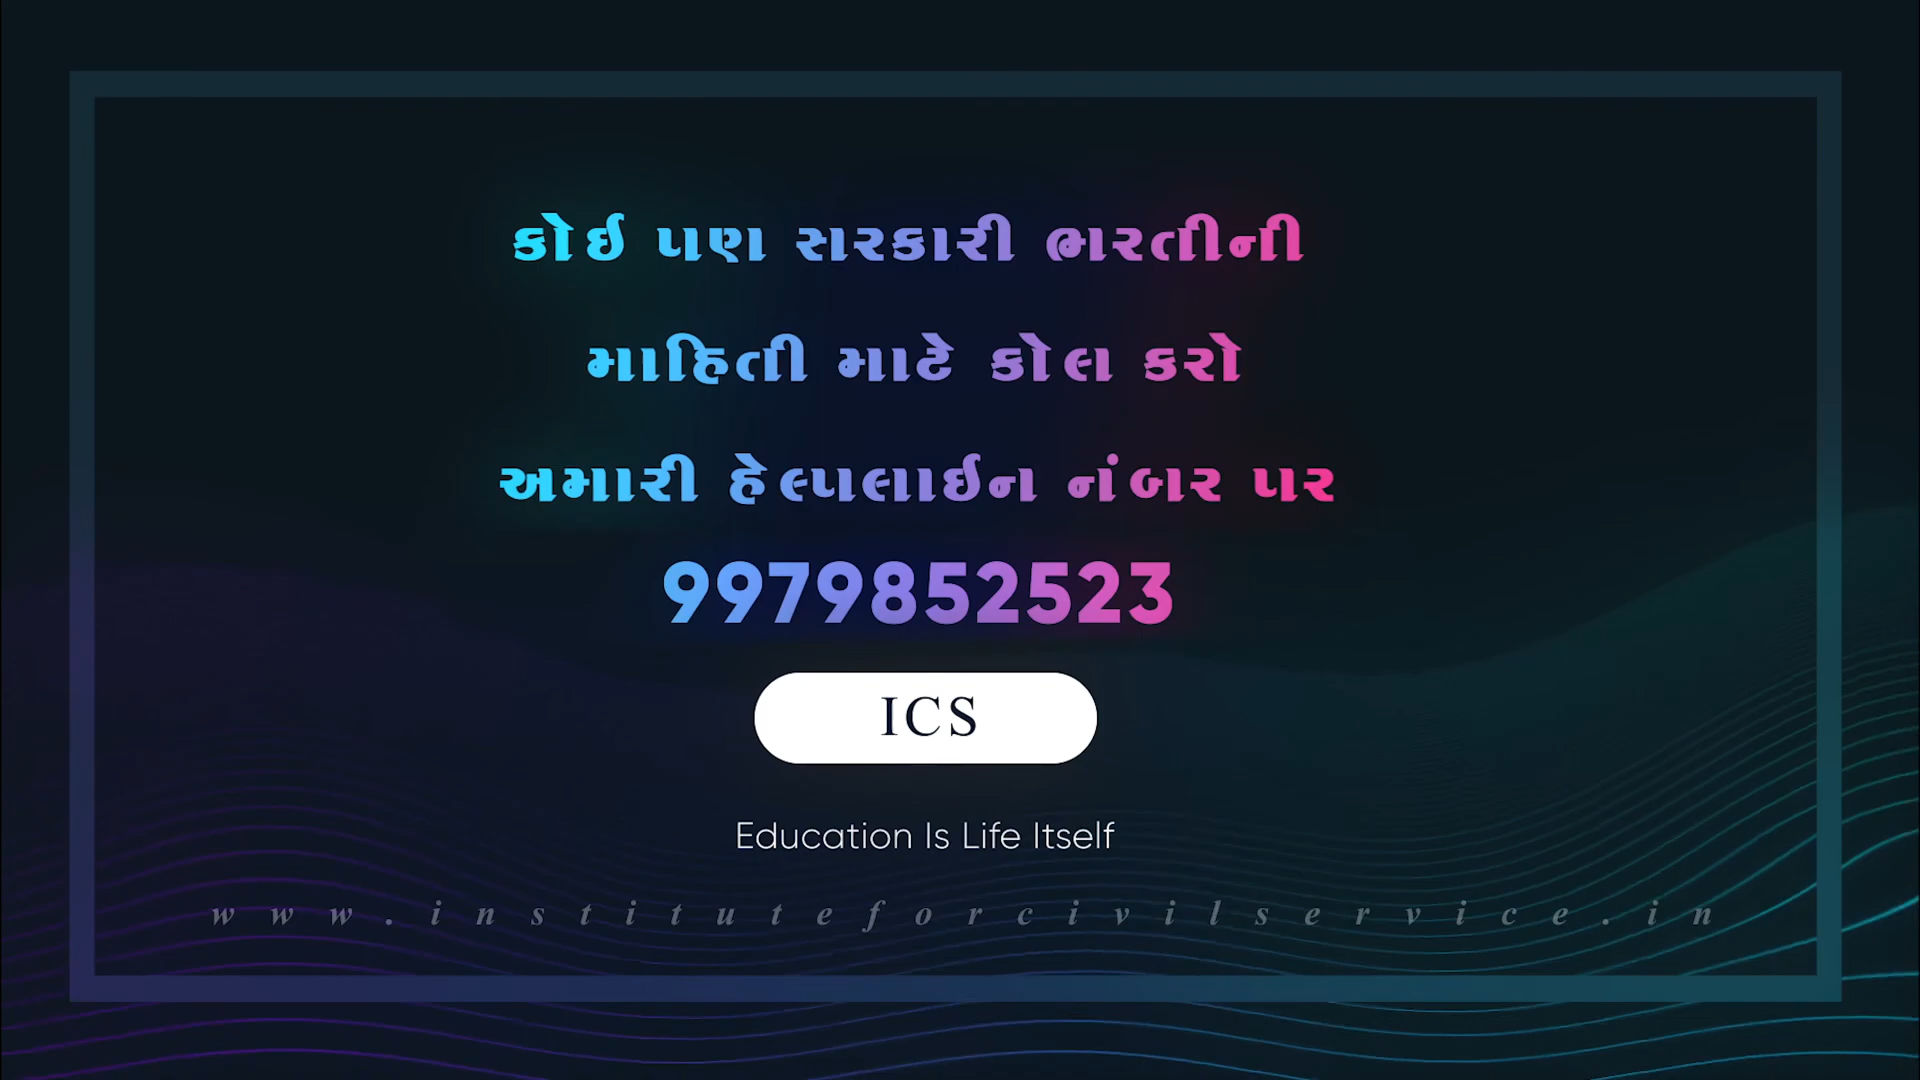 કોઈ પણ સરકારી ભરતીની
માહિતી માટે કોલ કરો
અમારી હેલ્પલાઈન નંબર પર
9979852523
ICS
Education Is Life Itself
www.instituteforcivilservice.in